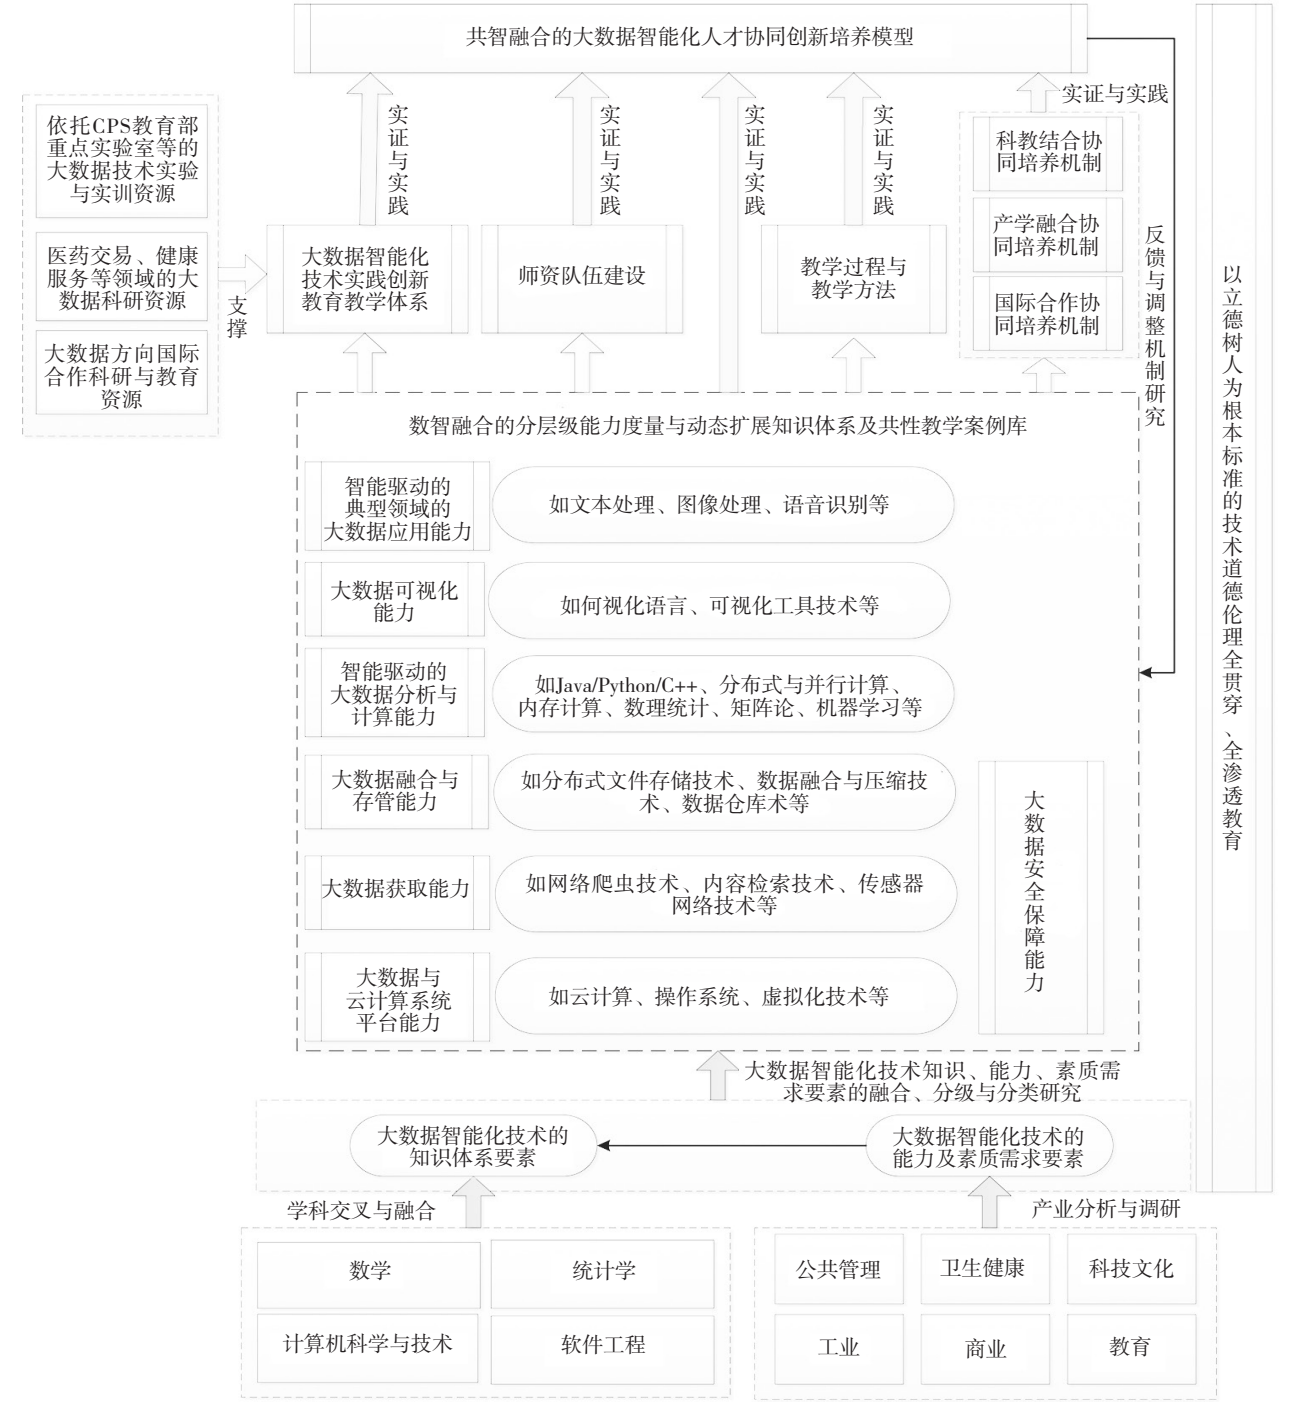 共智融合的大数据智能化人才协同创新培养模型
实证与实践
实证与实践
实证与实践
实证与实践
实证与实践
依托CPS教育部
重点实验室等的
大数据技术实验
与实训资源
医药交易、健康
服务等领域的大
数据科研资源
大数据方向国际
合作科研与教育
资源
支撑
大数据智能化
技术实践创新
教育教学体系
师资队伍建设
教学过程与
教学方法
科教结合协
同培养机制
产学融合协
同培养机制
国际合作协
同培养机制
反馈与调整机制研究
以立德树人为根本标准的技术道德伦理全贯穿、全渗透教育
数智融合的分层级能力度量与动态扩展知识体系及共性教学案例库
智能驱动的
典型领域的
大数据应用能力
如文本处理、图像处理、语音识别等
大数据可视化
能力
如何视化语言、可视化工具技术等
智能驱动的
大数据分析与
计算能力
如Java/Python/C++、分布式与并行计算、
内存计算、数理统计、矩阵论、机器学习等
大数据融合与
存管能力
如分布式文件存储技术、数据融合与压缩技
术、数据仓库术等
大数据获取能力
如网络爬虫技术、内容检索技术、传感器
网络技术等
大数据与
云计算系统
平台能力
如云计算、操作系统、虚拟化技术等
大数据安全保障能力
大数据智能化技术知识、能力、素质需
求要素的融合、分级与分类研究
大数据智能化技术的
知识体系要素
大数据智能化技术的
能力及素质需求要素
学科交叉与融合
产业分析与调研
数学
统计学
计算机科学与技术
软件工程
公共管理
卫生健康
科技文化
工业
商业
教育